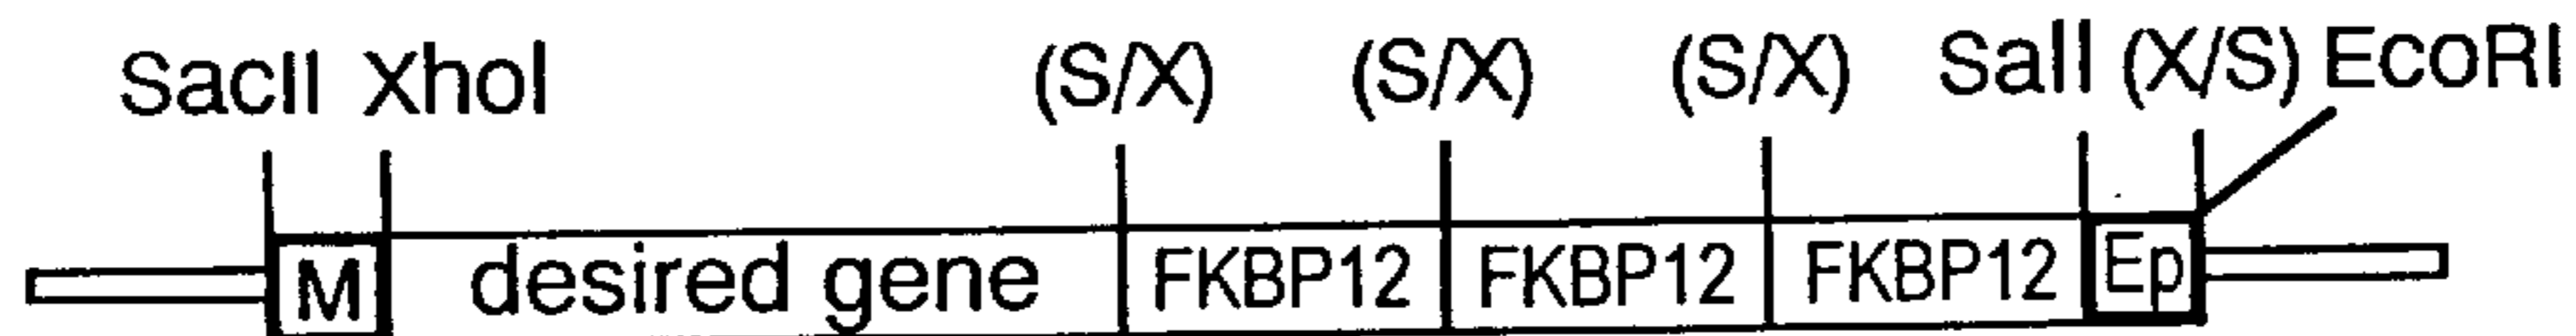 SacII XhoI (S/X) (S/X) (S/X) SalI (X/S) EcoRI
M desired gene FKBP12 FKBP12 FKBP12 Ep